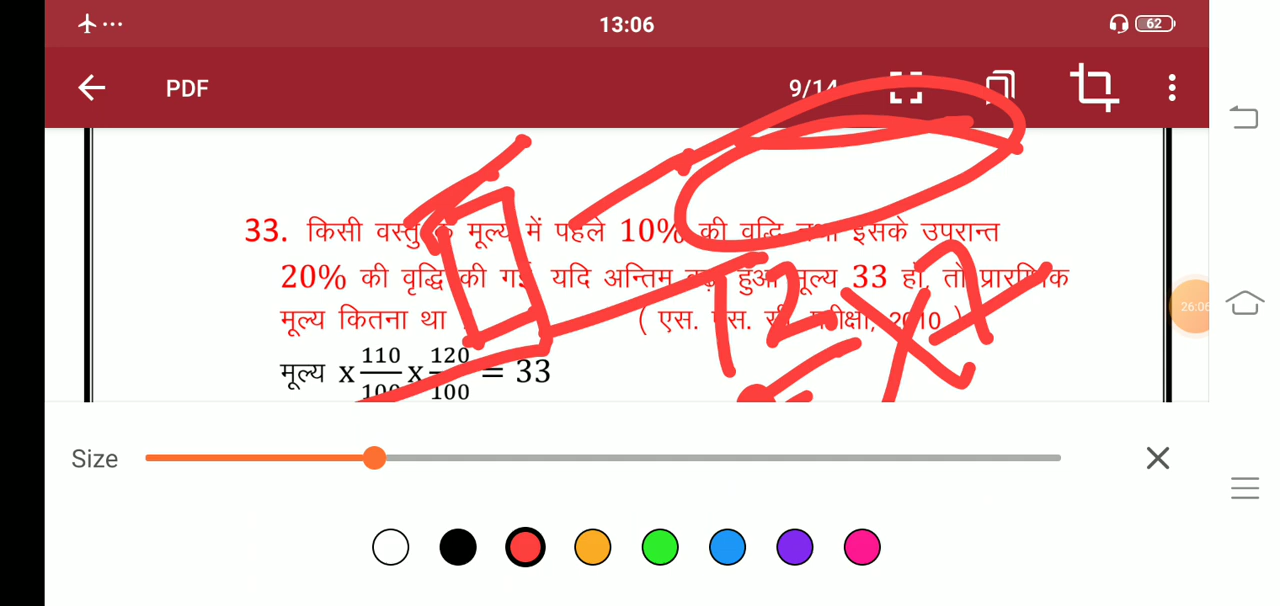 13:06
62
PDF
9/14
33. किसी वस्तु के मूल्य में पहले 10% की वृद्धि तथा इसके उपरान्त
20% की वृद्धि की गई, यदि अन्तिम हुआ मूल्य 33 हो, तो प्रारम्भिक
मूल्य कितना था ? ( एस. एस. सी. परीक्षा, 2010 )
मूल्य x 110/100 x 120/100 = 33
26:06
Size